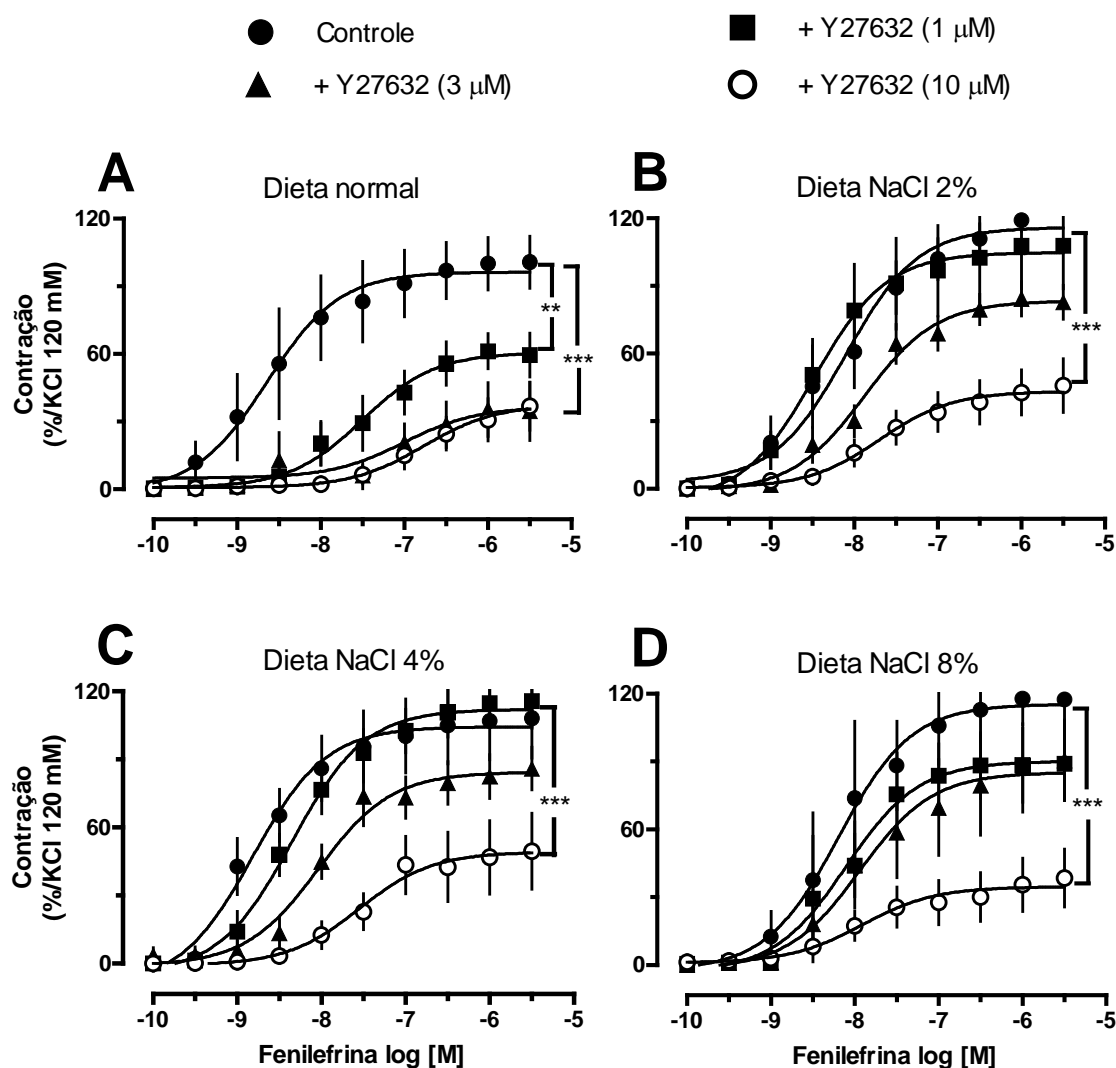 Controle
+ Y27632 (1 μM)
+ Y27632 (3 μM)
+ Y27632 (10 μM)
A
Dieta normal
B
Dieta NaCl 2%
Contração
(%/KCl 120 mM)
120
60
0
**
***
-10 -9 -8 -7 -6 -5
120
60
0
***
-10 -9 -8 -7 -6 -5
C
Dieta NaCl 4%
D
Dieta NaCl 8%
Contração
(%/KCl 120 mM)
120
60
0
***
-10 -9 -8 -7 -6 -5
Fenilefrina log [M]
120
60
0
***
-10 -9 -8 -7 -6 -5
Fenilefrina log [M]